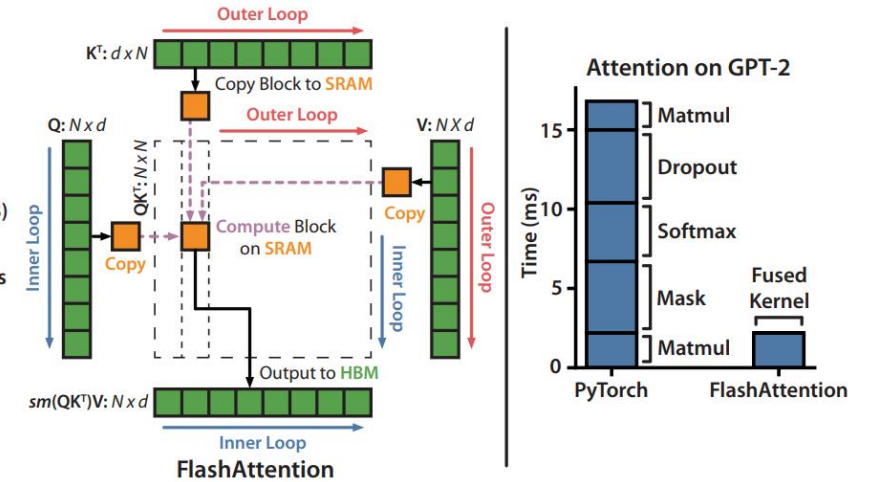 Outer Loop
Kᵀ: d x N
Copy Block to SRAM
Outer Loop
Q: N x d
V: N X d
QKᵀ: N x N
)
s
Inner Loop
Copy
Compute Block
on SRAM
Copy
Inner Loop
Outer Loop
Output to HBM
sm(QKᵀ)V: N x d
Inner Loop
FlashAttention
Attention on GPT-2
Time (ms)
15
10
5
0
Matmul
Dropout
Softmax
Mask
Matmul
Fused
Kernel
PyTorch
FlashAttention